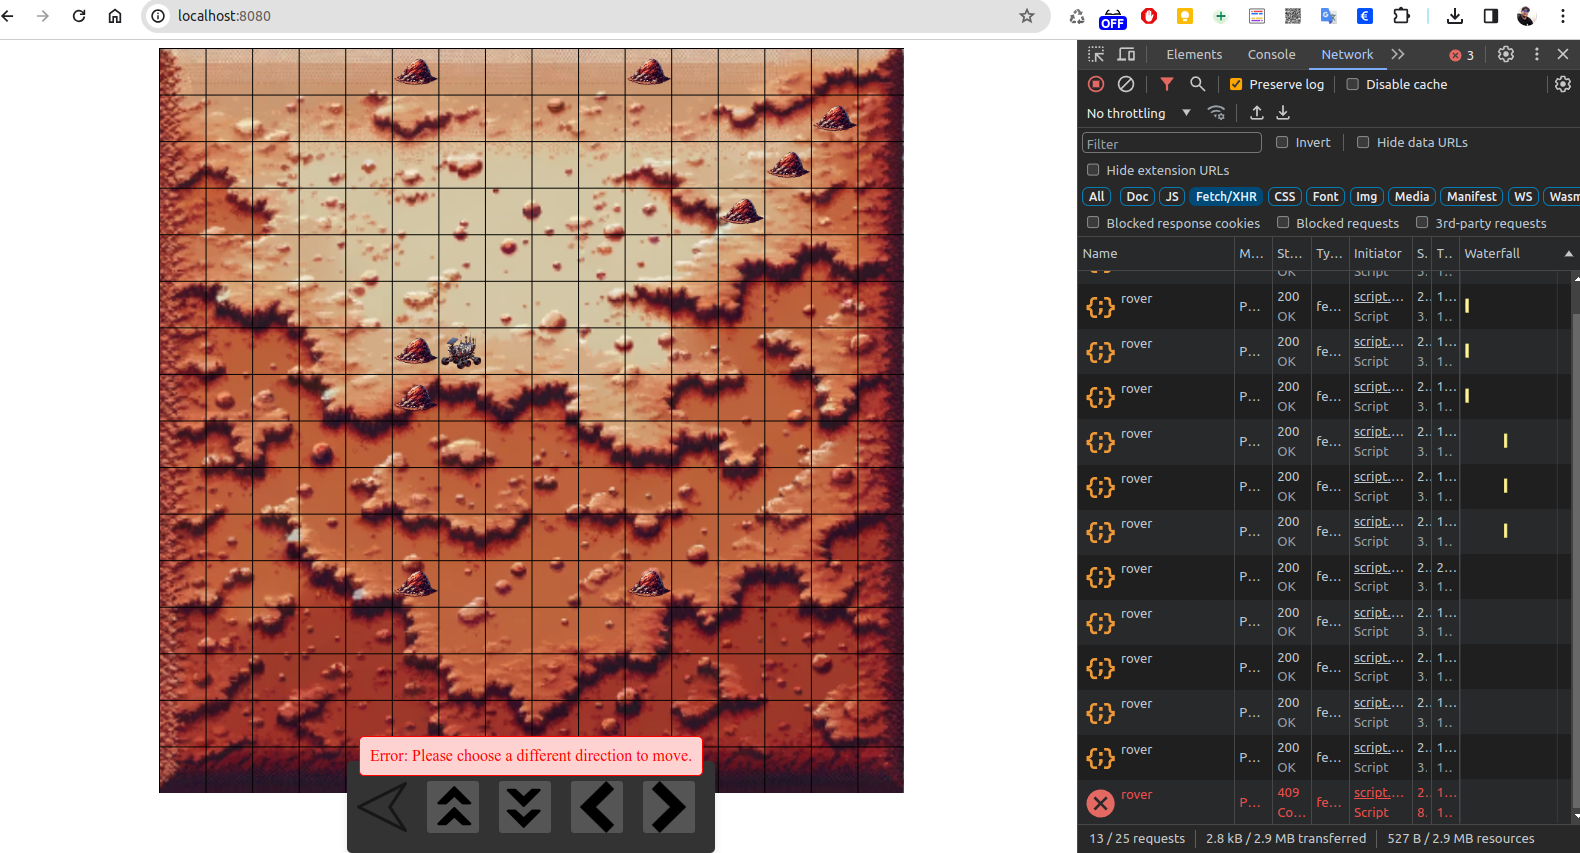 localhost:8080
OFF
Elements Console Network 3
Preserve log Disable cache
No throttling
Filter Invert Hide data URLs
Hide extension URLs
All Doc JS Fetch/XHR CSS Font Img Media Manifest WS Wasm
Blocked response cookies Blocked requests 3rd-party requests
Name M... St... Ty... Initiator S. T.. Waterfall
OK Script 3. 1..
rover P... 200 fe... script.... 2.. 1...
OK Script 3. 1..
rover P... 200 fe... script.... 2.. 1...
OK Script 3. 1..
rover P... 200 fe... script.... 2.. 1...
OK Script 3. 1..
rover P... 200 fe... script.... 2.. 1...
OK Script 3. 1..
rover P... 200 fe... script.... 2.. 1...
OK Script 3. 1..
rover P... 200 fe... script.... 2.. 1...
OK Script 3. 1..
rover P... 200 fe... script.... 2.. 2...
OK Script 3. 1..
rover P... 200 fe... script.... 2.. 1...
OK Script 3. 1..
rover P... 200 fe... script.... 2.. 1...
OK Script 3. 1..
rover P... 200 fe... script.... 2.. 1...
OK Script 3. 1..
rover P... 200 fe... script.... 2.. 1...
OK Script 3. 1..
rover P... 409 fe... script.... 2.. 1...
Co... Script 8. 1..
13 / 25 requests 2.8 kB / 2.9 MB transferred 527 B / 2.9 MB resources
Error: Please choose a different direction to move.